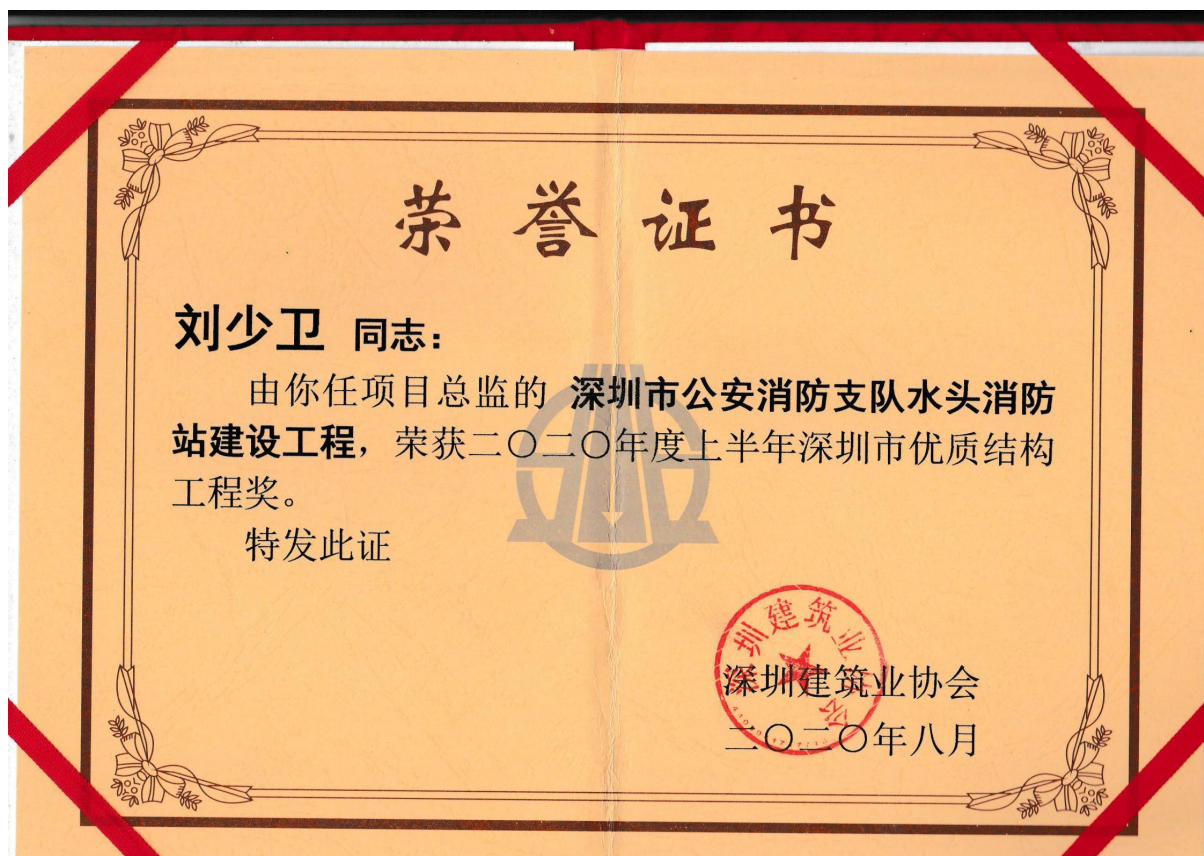 荣誉证书
刘少卫 同志：
由你任项目总监的 深圳市公安消防支队水头消防
站建设工程，荣获二〇二〇年度上半年深圳市优质结构
工程奖。
特发此证
深圳建筑业协会
深圳建筑业协会
二〇二〇年八月